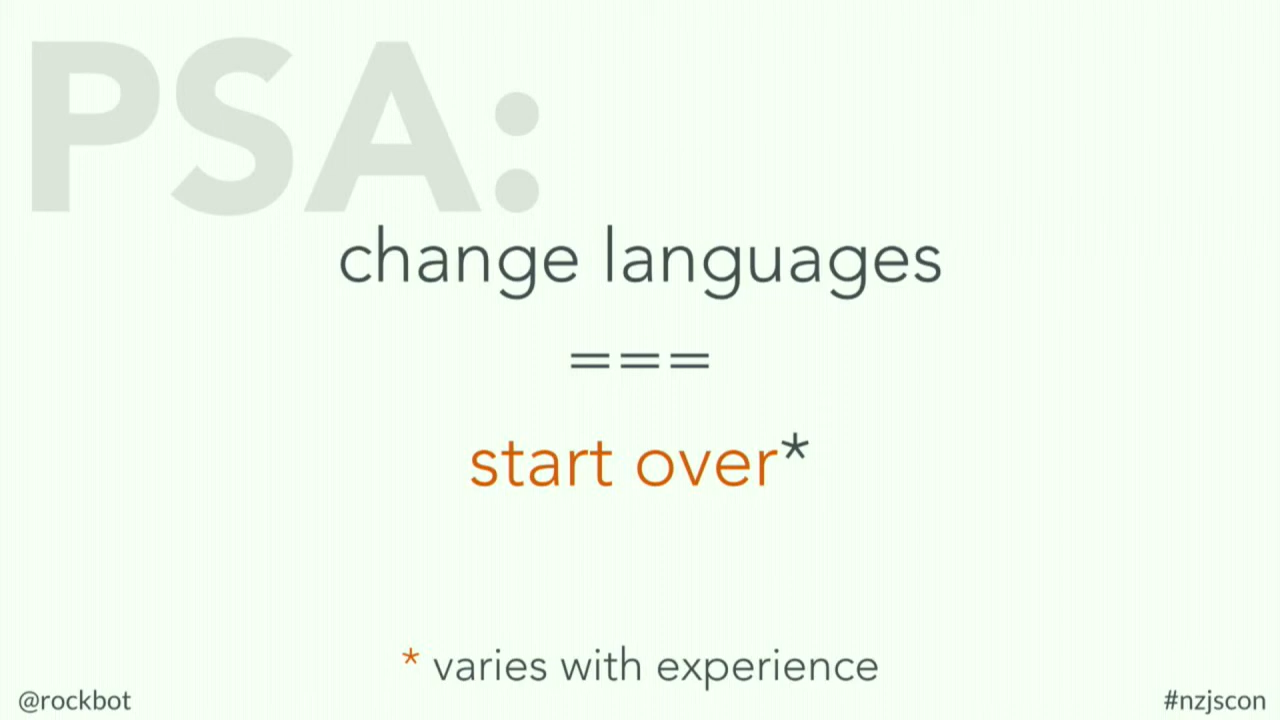 PSA:
change languages
===
start over*
* varies with experience
@rockbot
#nzjscon